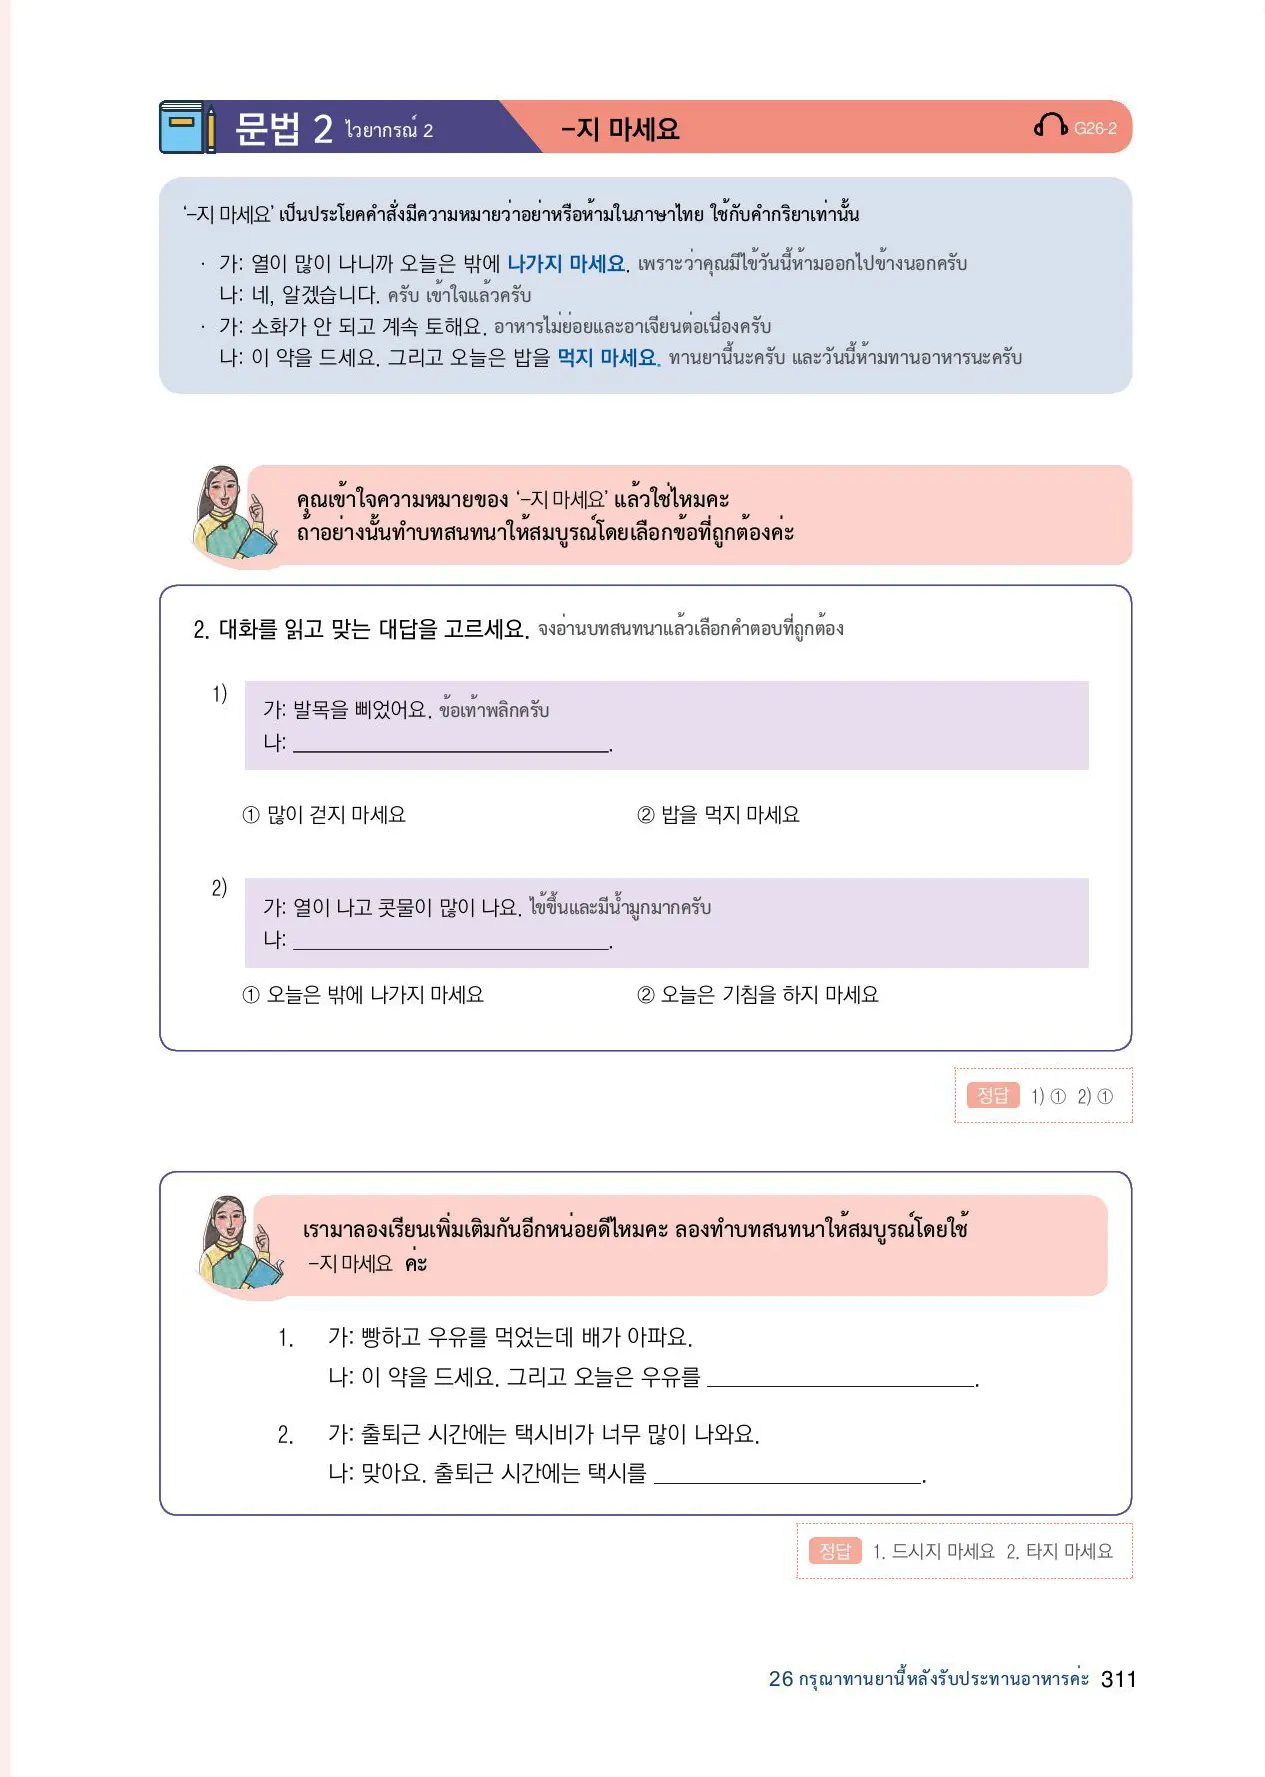 문법 2 ไวยากรณ์ 2
-지 마세요
G26-2
‘-지 마세요’ เป็นประโยคคำสั่งมีความหมายว่าอย่าหรือห้ามในภาษาไทย ใช้กับคำกริยาเท่านั้น
· 가: 열이 많이 나니까 오늘은 밖에 나가지 마세요. เพราะว่าคุณมีไข้วันนี้ห้ามออกไปข้างนอกครับ
나: 네, 알겠습니다. ครับ เข้าใจแล้วครับ
· 가: 소화가 안 되고 계속 토해요. อาหารไม่ย่อยและอาเจียนต่อเนื่องครับ
나: 이 약을 드세요. 그리고 오늘은 밥을 먹지 마세요. ทานยานี้นะครับ และวันนี้ห้ามทานอาหารนะครับ
คุณเข้าใจความหมายของ ‘-지 마세요’ แล้วใช่ไหมคะ
ถ้าอย่างนั้นทำบทสนทนาให้สมบูรณ์โดยเลือกข้อที่ถูกต้องค่ะ
2. 대화를 읽고 맞는 대답을 고르세요. จงอ่านบทสนทนาแล้วเลือกคำตอบที่ถูกต้อง
1)
가: 발목을 삐었어요. ข้อเท้าพลิกครับ
나: ______________________________.
① 많이 걷지 마세요 ② 밥을 먹지 마세요
2)
가: 열이 나고 콧물이 많이 나요. ไข้ขึ้นและมีน้ำมูกมากครับ
나: ______________________________.
① 오늘은 밖에 나가지 마세요 ② 오늘은 기침을 하지 마세요
정답 1) ① 2) ①
เรามาลองเรียนเพิ่มเติมกันอีกหน่อยดีไหมคะ ลองทำบทสนทนาให้สมบูรณ์โดยใช้
-지 마세요 ค่ะ
1. 가: 빵하고 우유를 먹었는데 배가 아파요.
나: 이 약을 드세요. 그리고 오늘은 우유를 ________________________.
2. 가: 출퇴근 시간에는 택시비가 너무 많이 나와요.
나: 맞아요. 출퇴근 시간에는 택시를 ________________________.
정답 1. 드시지 마세요 2. 타지 마세요
26 กรุณาทานยานี้หลังรับประทานอาหารค่ะ 311